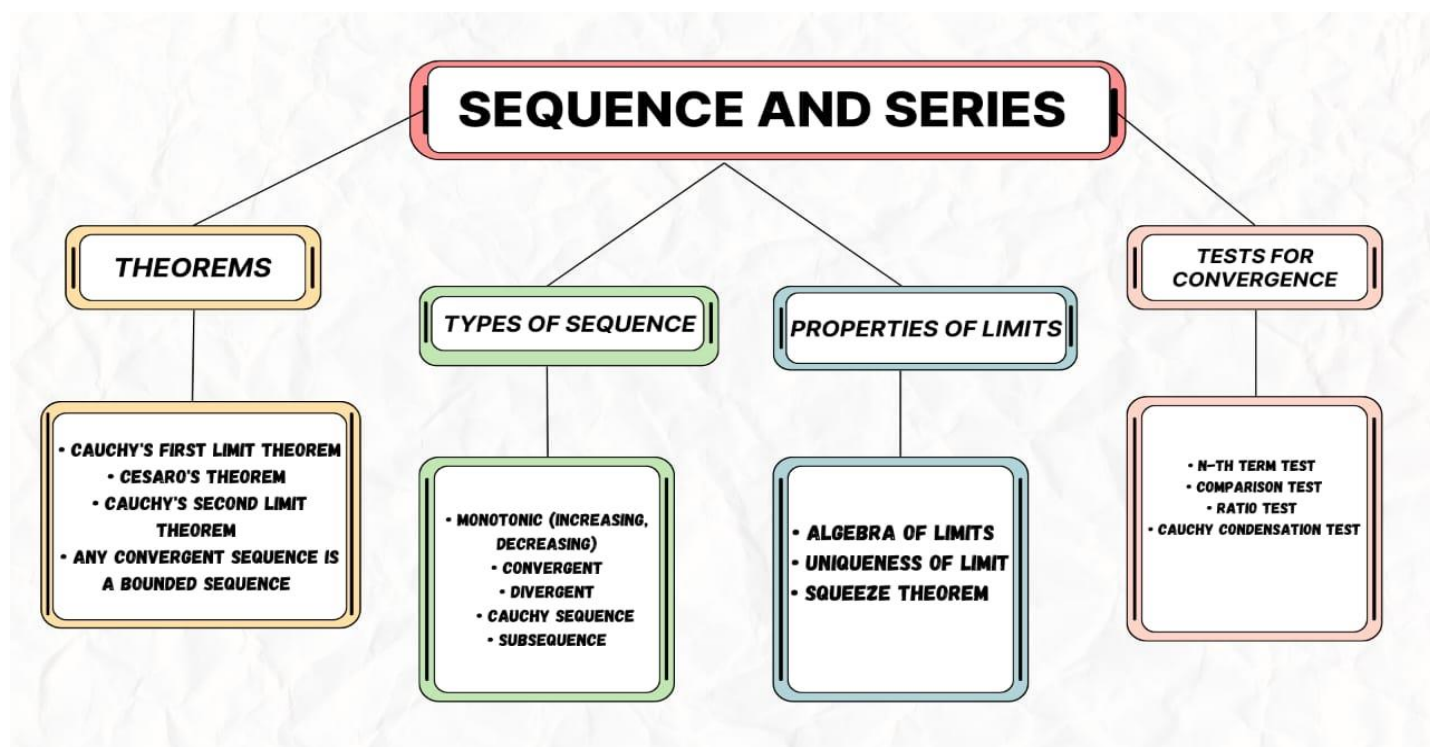 SEQUENCE AND SERIES
THEOREMS
• CAUCHY'S FIRST LIMIT THEOREM
• CESARO'S THEOREM
• CAUCHY'S SECOND LIMIT
THEOREM
• ANY CONVERGENT SEQUENCE IS
A BOUNDED SEQUENCE
TYPES OF SEQUENCE
• MONOTONIC (INCREASING,
DECREASING)
• CONVERGENT
• DIVERGENT
• CAUCHY SEQUENCE
• SUBSEQUENCE
PROPERTIES OF LIMITS
• ALGEBRA OF LIMITS
• UNIQUENESS OF LIMIT
• SQUEEZE THEOREM
TESTS FOR
CONVERGENCE
• N-TH TERM TEST
• COMPARISON TEST
• RATIO TEST
• CAUCHY CONDENSATION TEST